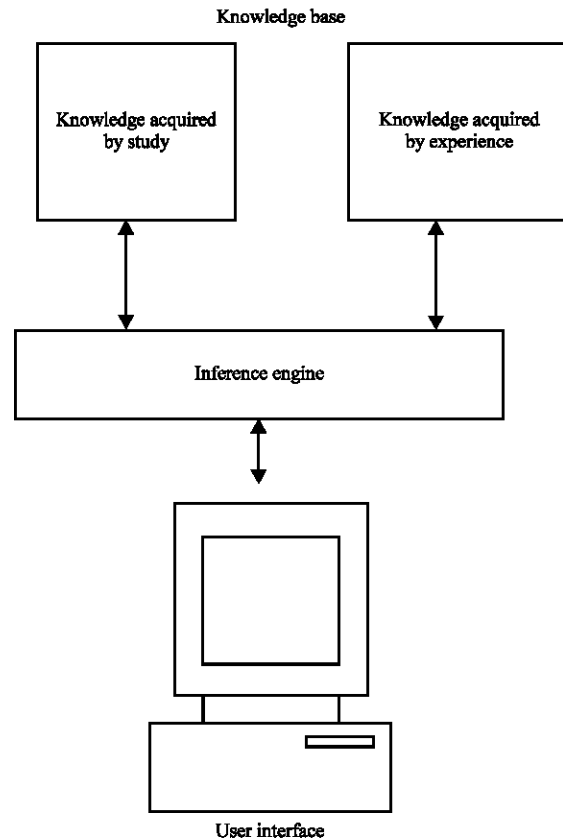 Knowledge base
Knowledge acquired
by study
Knowledge acquired
by experience
Inference engine
User interface